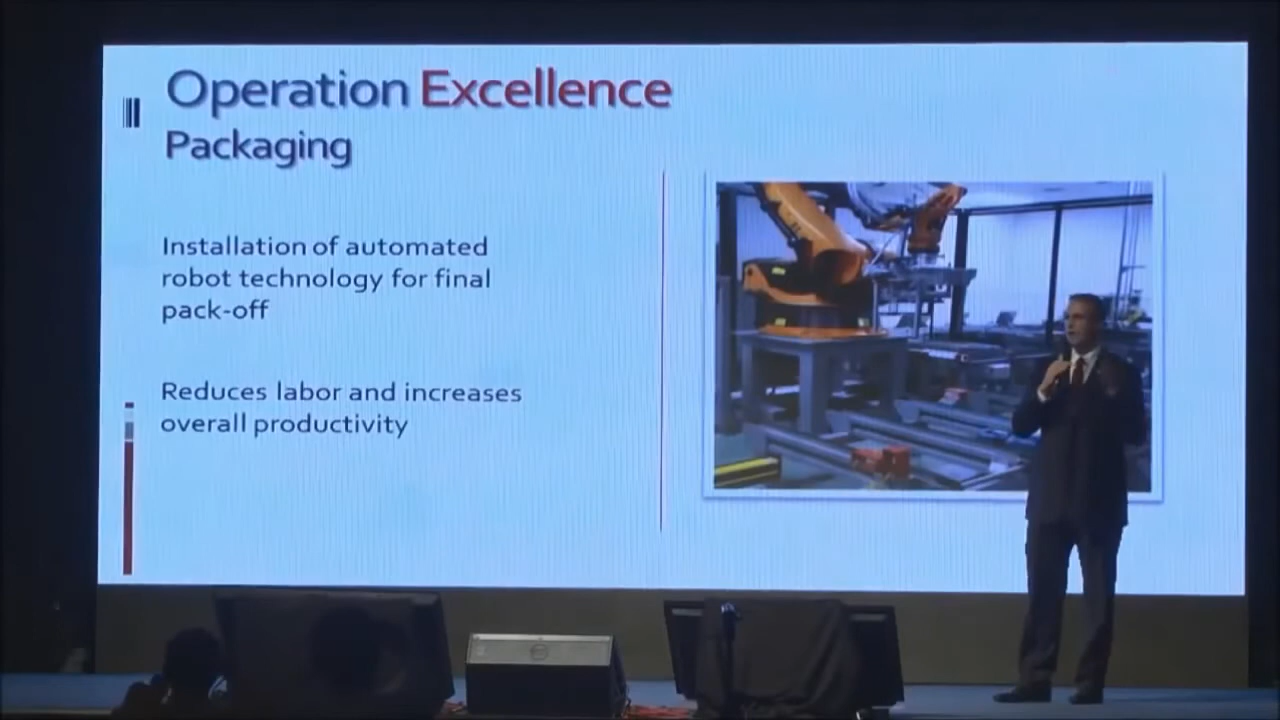 Operation Excellence
Packaging
Installation of automated
robot technology for final
pack-off
Reduces labor and increases
overall productivity